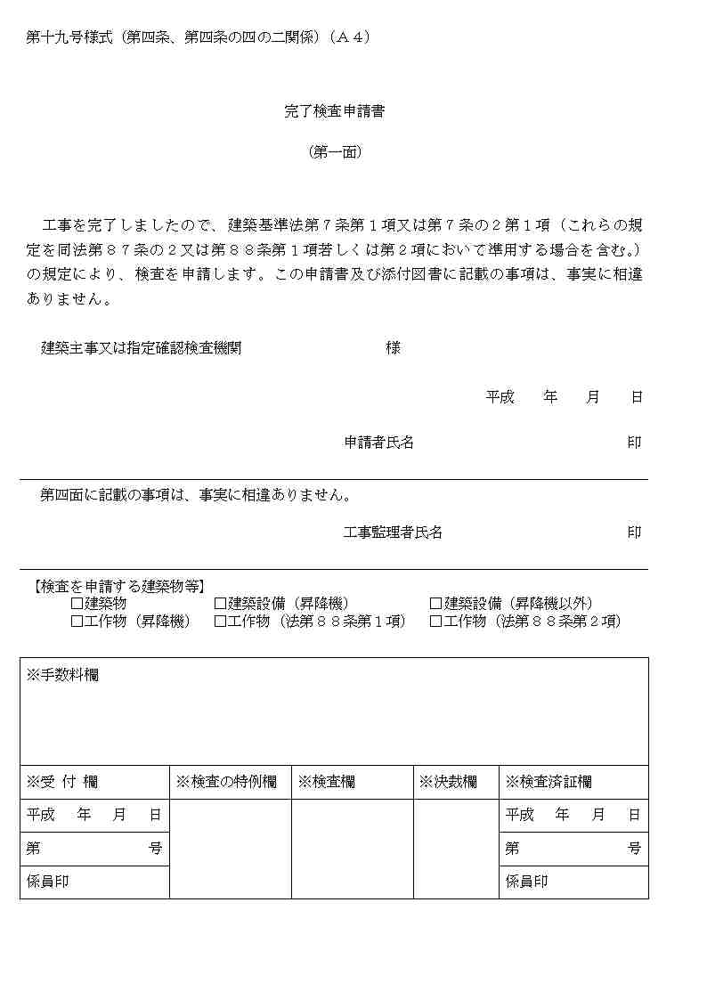 第十九号様式（第四条、第四条の四の二関係）（Ａ４）
完了検査申請書
（第一面）
工事を完了しましたので、建築基準法第７条第１項又は第７条の２第１項（これらの規
定を同法第８７条の２又は第８８条第１項若しくは第２項において準用する場合を含む。）
の規定により、検査を申請します。この申請書及び添付図書に記載の事項は、事実に相違
ありません。
建築主事又は指定確認検査機関　　　　　　　　　　様
平成　　年　　月　　日
申請者氏名　　　　　　　　　　　　　　　印
第四面に記載の事項は、事実に相違ありません。
工事監理者氏名　　　　　　　　　　　　　印
【検査を申請する建築物等】
□建築物　　　　　　□建築設備（昇降機）　　　　　□建築設備（昇降機以外）
□工作物（昇降機）　□工作物（法第８８条第１項）　□工作物（法第８８条第２項）
※手数料欄
※受 付 欄　※検査の特例欄　※検査欄　※決裁欄　※検査済証欄
平成　年　月　日　平成　年　月　日
第　　　　　　　号　第　　　　　　　号
係員印　係員印